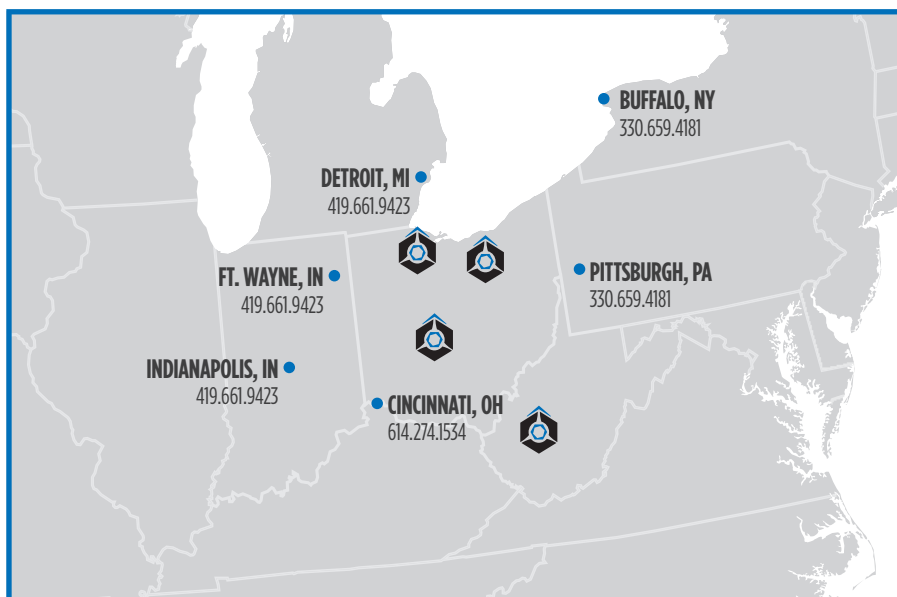 BUFFALO, NY
330.659.4181
DETROIT, MI
419.661.9423
FT. WAYNE, IN
419.661.9423
PITTSBURGH, PA
330.659.4181
INDIANAPOLIS, IN
419.661.9423
CINCINNATI, OH
614.274.1534